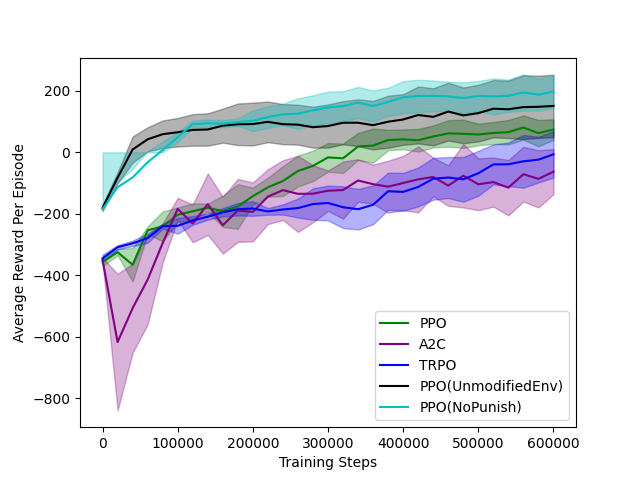 200
0
−200
−400
−600
−800
Average Reward Per Episode
PPO
A2C
TRPO
PPO(UnmodifiedEnv)
PPO(NoPunish)
0 100000 200000 300000 400000 500000 600000
Training Steps